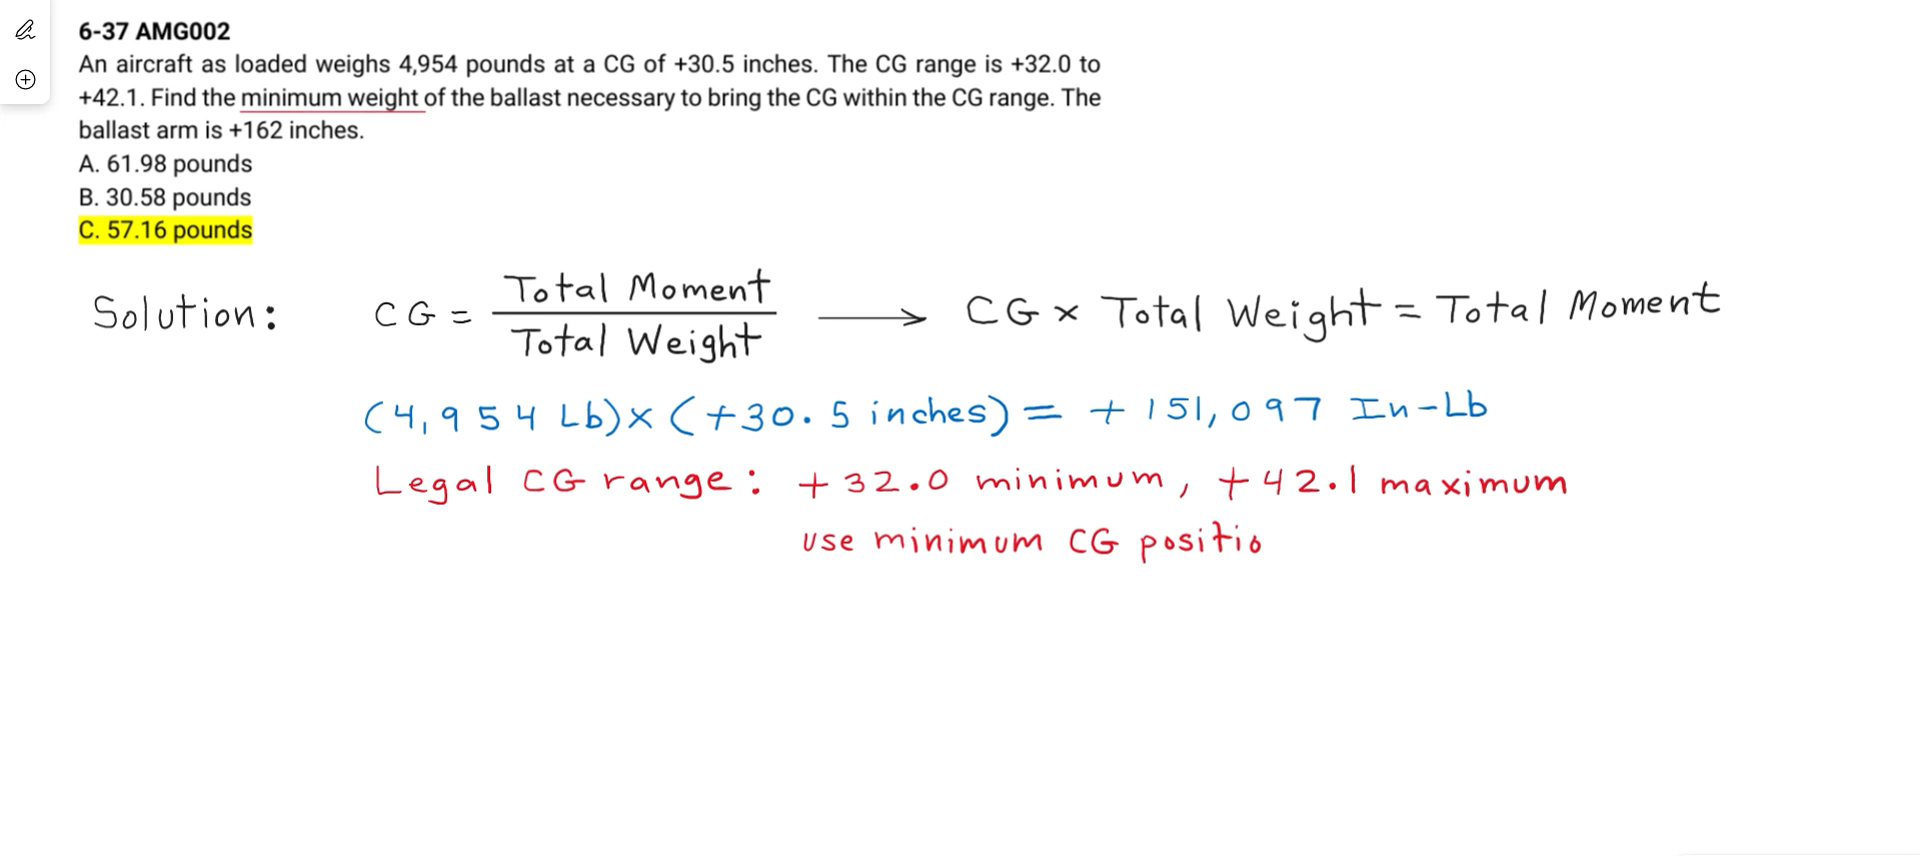 6-37 AMG002
An aircraft as loaded weighs 4,954 pounds at a CG of +30.5 inches. The CG range is +32.0 to
+42.1. Find the minimum weight of the ballast necessary to bring the CG within the CG range. The
ballast arm is +162 inches.
A. 61.98 pounds
B. 30.58 pounds
C. 57.16 pounds
Solution: CG = Total Moment / Total Weight → CG × Total Weight = Total Moment
(4,954 Lb) × (+30.5 inches) = +151,097 In-Lb
Legal CG range: +32.0 minimum, +42.1 maximum
use minimum CG positio